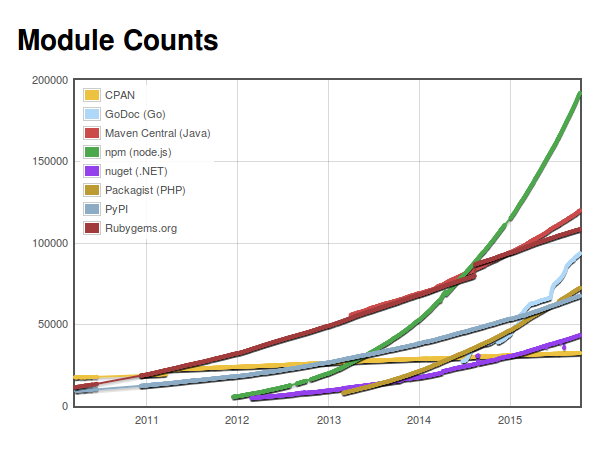 Module Counts
200000
150000
100000
50000
0
CPAN
GoDoc (Go)
Maven Central (Java)
npm (node.js)
nuget (.NET)
Packagist (PHP)
PyPI
Rubygems.org
2011 2012 2013 2014 2015